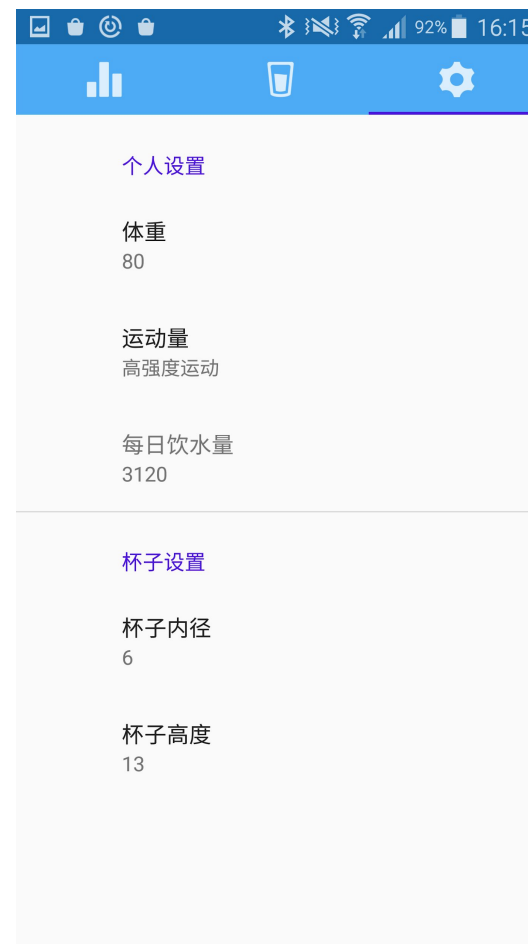 92% 16:15
个人设置
体重
80
运动量
高强度运动
每日饮水量
3120
杯子设置
杯子内径
6
杯子高度
13